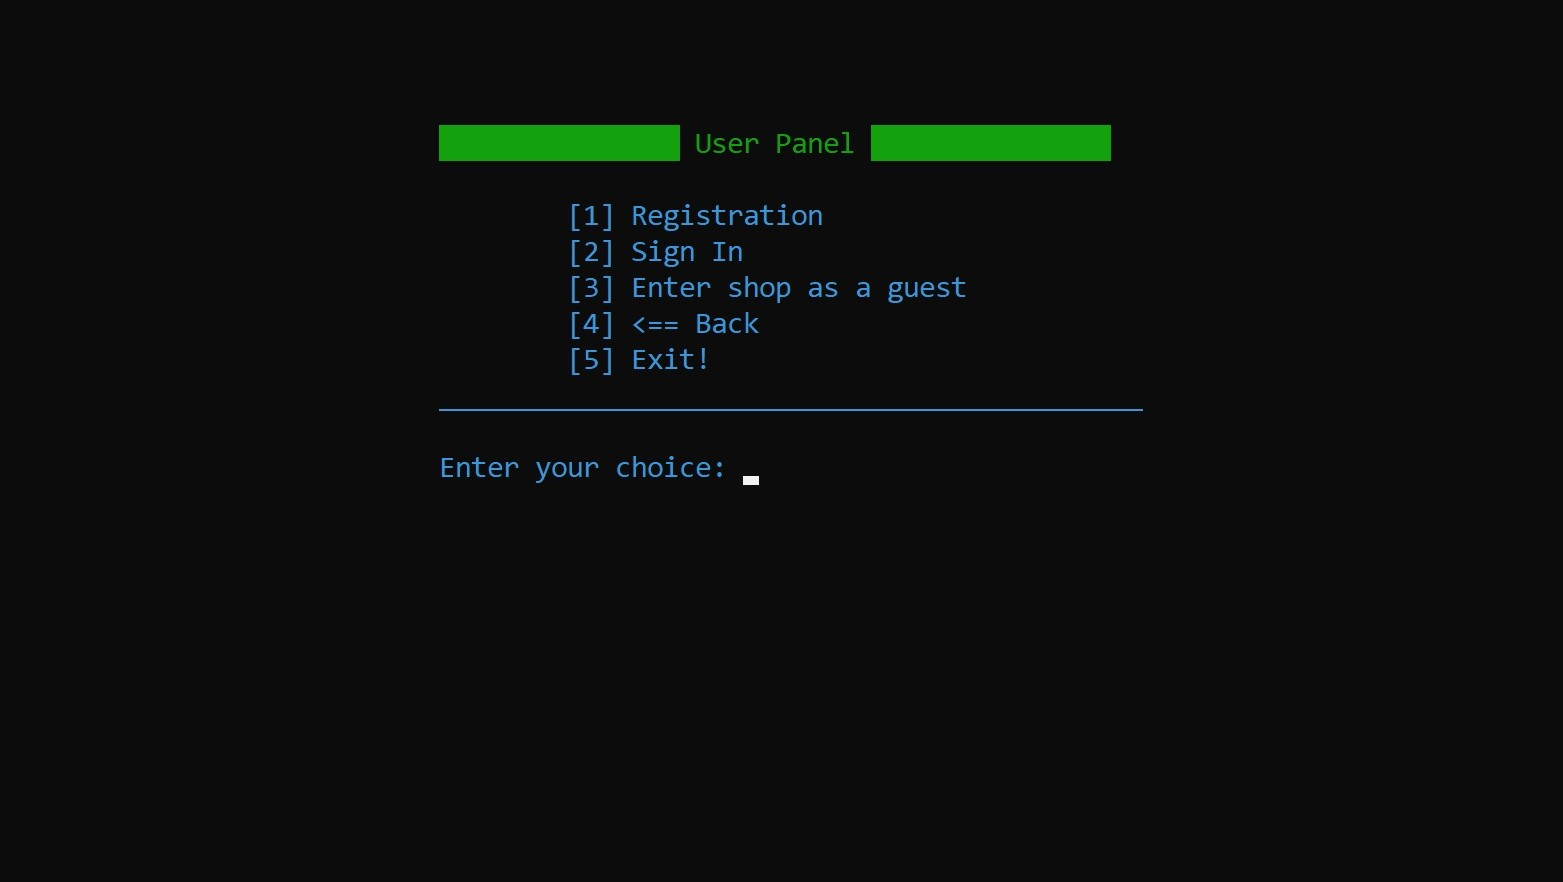 User Panel
[1] Registration
[2] Sign In
[3] Enter shop as a guest
[4] <== Back
[5] Exit!
Enter your choice: